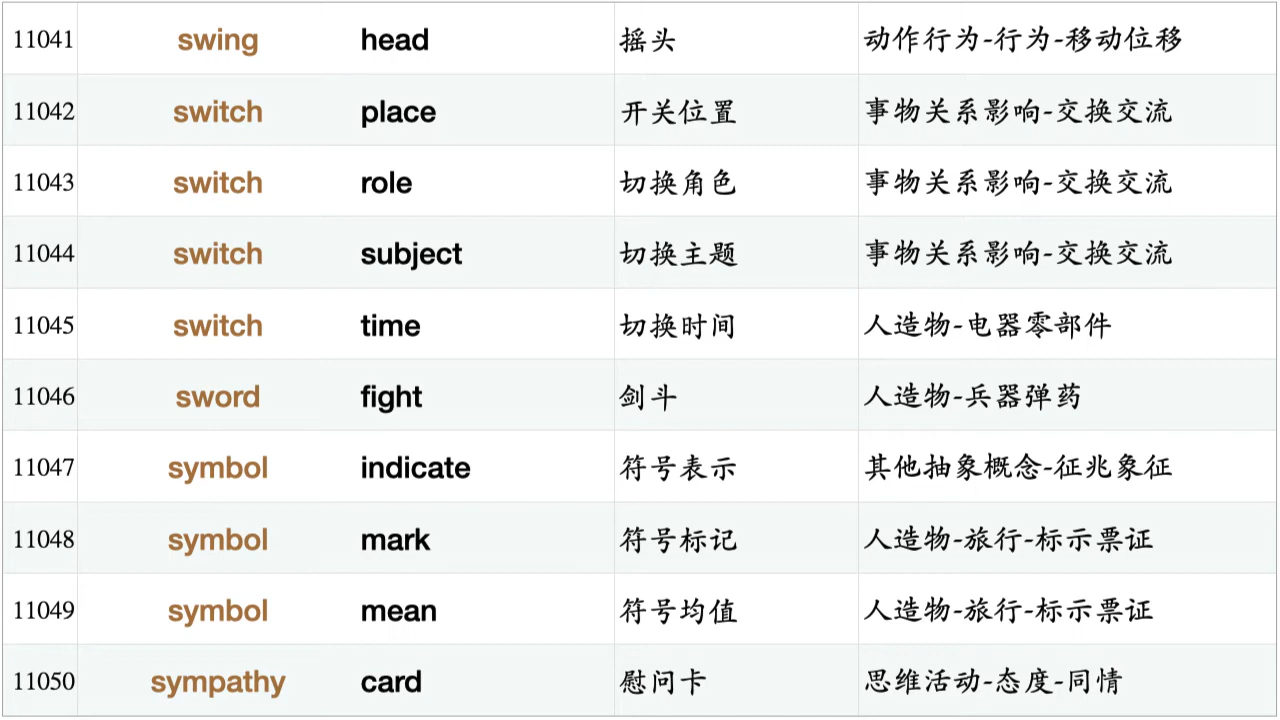 11041 swing head 摇头 动作行为-行为-移动位移
11042 switch place 开关位置 事物关系影响-交换交流
11043 switch role 切换角色 事物关系影响-交换交流
11044 switch subject 切换主题 事物关系影响-交换交流
11045 switch time 切换时间 人造物-电器零部件
11046 sword fight 剑斗 人造物-兵器弹药
11047 symbol indicate 符号表示 其他抽象概念-征兆象征
11048 symbol mark 符号标记 人造物-旅行-标示票证
11049 symbol mean 符号均值 人造物-旅行-标示票证
11050 sympathy card 慰问卡 思维活动-态度-同情